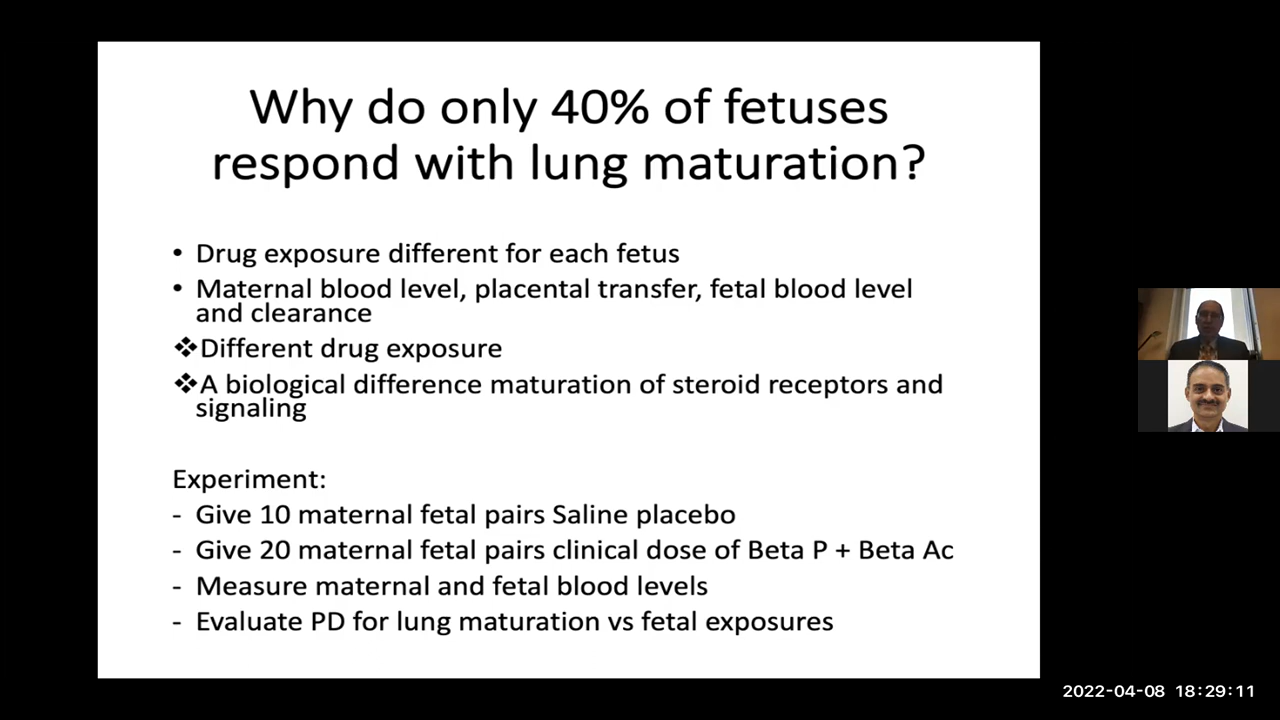 Why do only 40% of fetuses
respond with lung maturation?
• Drug exposure different for each fetus
• Maternal blood level, placental transfer, fetal blood level
and clearance
❖Different drug exposure
❖A biological difference maturation of steroid receptors and
signaling
Experiment:
- Give 10 maternal fetal pairs Saline placebo
- Give 20 maternal fetal pairs clinical dose of Beta P + Beta Ac
- Measure maternal and fetal blood levels
- Evaluate PD for lung maturation vs fetal exposures
2022-04-08 18:29:11